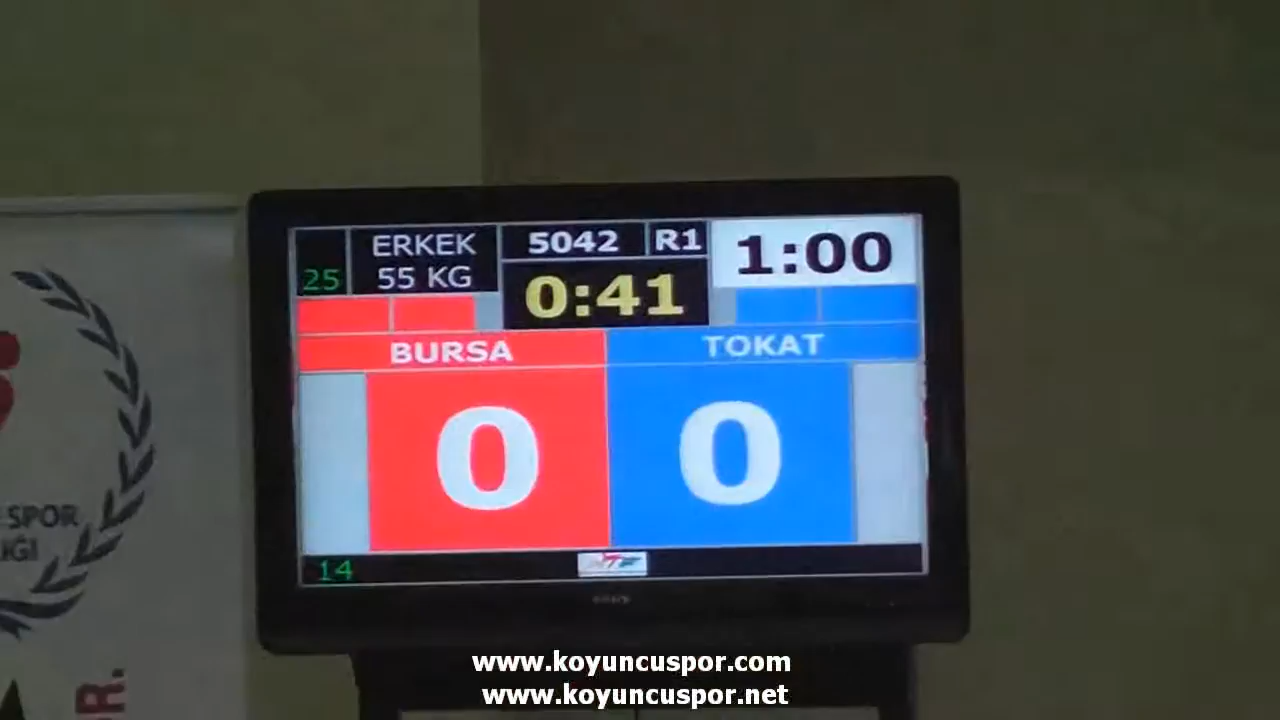 ERKEK
55 KG
25
5042
R1
0:41
1:00
BURSA
TOKAT
0
0
14
SPOR
R.
www.koyuncuspor.com
www.koyuncuspor.net